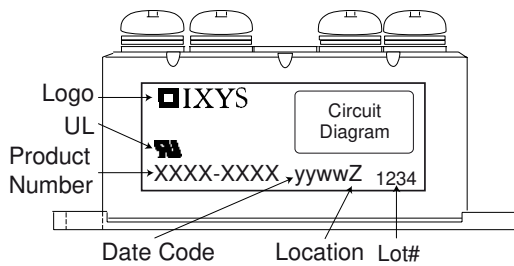 Logo
IXYS
Circuit
Diagram
UL
Product
Number
XXXX-XXXX yywwZ 1234
Date Code Location Lot#